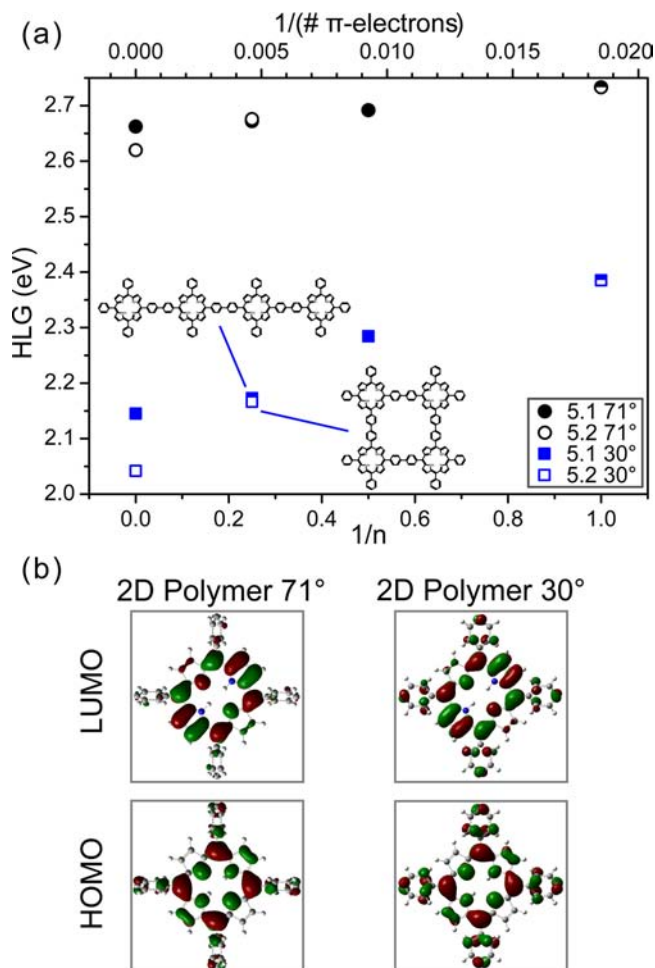 (a)
1/(# π-electrons)
0.000 0.005 0.010 0.015 0.020
HLG (eV)
2.7
2.6
2.5
2.4
2.3
2.2
2.1
2.0
5.1 71°
5.2 71°
5.1 30°
5.2 30°
0.0 0.2 0.4 0.6 0.8 1.0
1/n
(b)
2D Polymer 71° 2D Polymer 30°
LUMO
HOMO